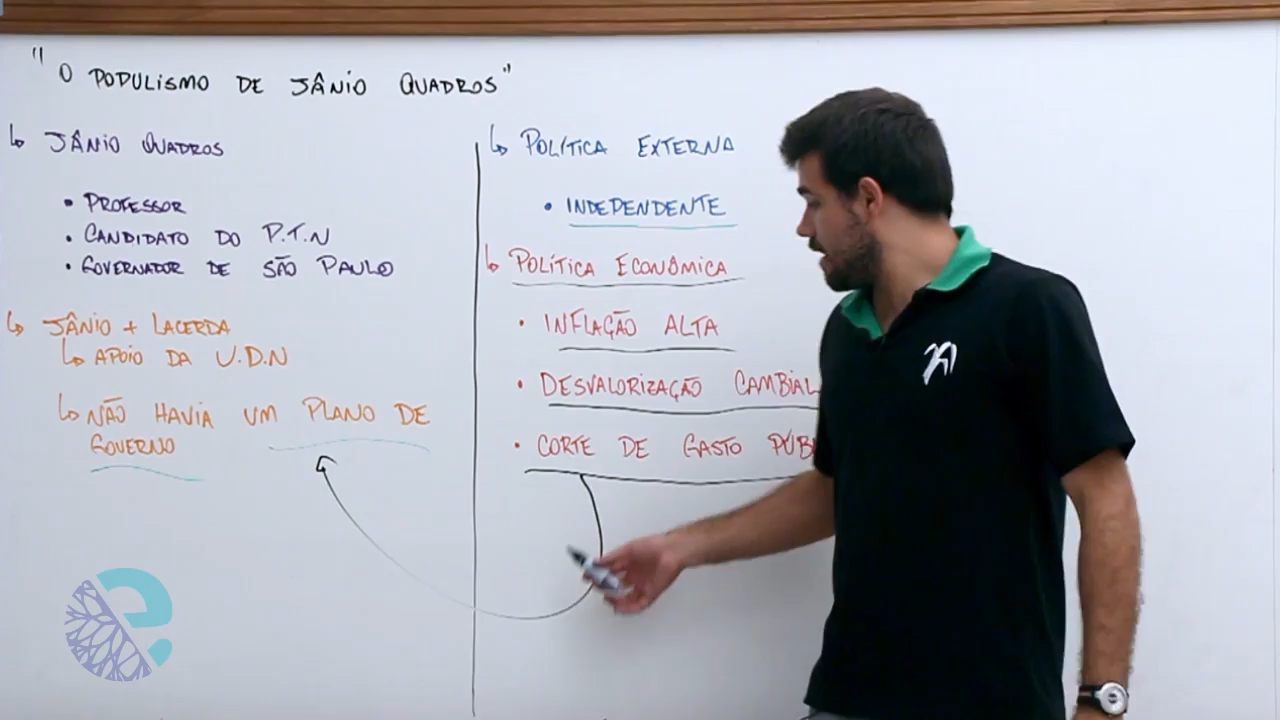 "O POPULISMO DE JÂNIO QUADROS"
↳ JÂNIO QUADROS
• PROFESSOR
• CANDIDATO DO P.T.N
• GOVERNADOR DE SÃO PAULO
↳ JÂNIO + LACERDA
↳ APOIO DA U.D.N
↳ NÃO HAVIA UM PLANO DE
GOVERNO
↳ POLÍTICA EXTERNA
• INDEPENDENTE
↳ POLÍTICA ECONÔMICA
• INFLAÇÃO ALTA
• DESVALORIZAÇÃO CAMBIAL
• CORTE DE GASTO PÚB